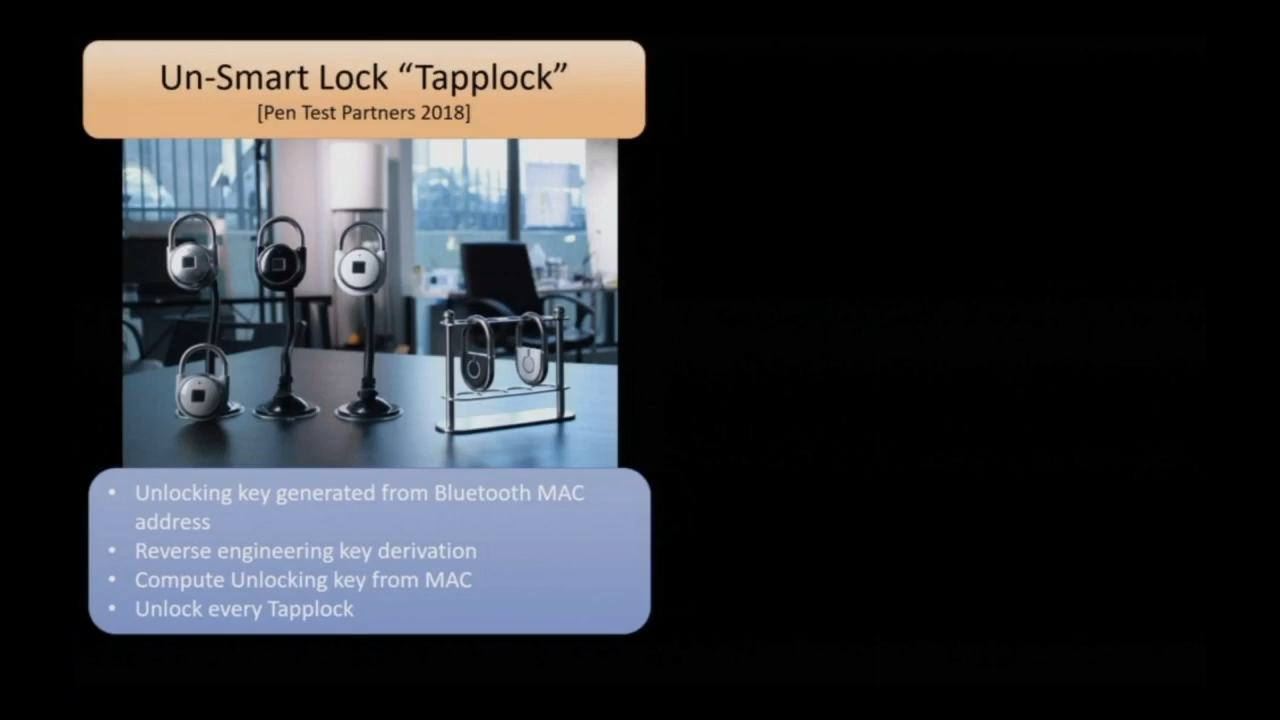 Un-Smart Lock “Tapplock”
[Pen Test Partners 2018]
• Unlocking key generated from Bluetooth MAC
address
• Reverse engineering key derivation
• Compute Unlocking key from MAC
• Unlock every Tapplock